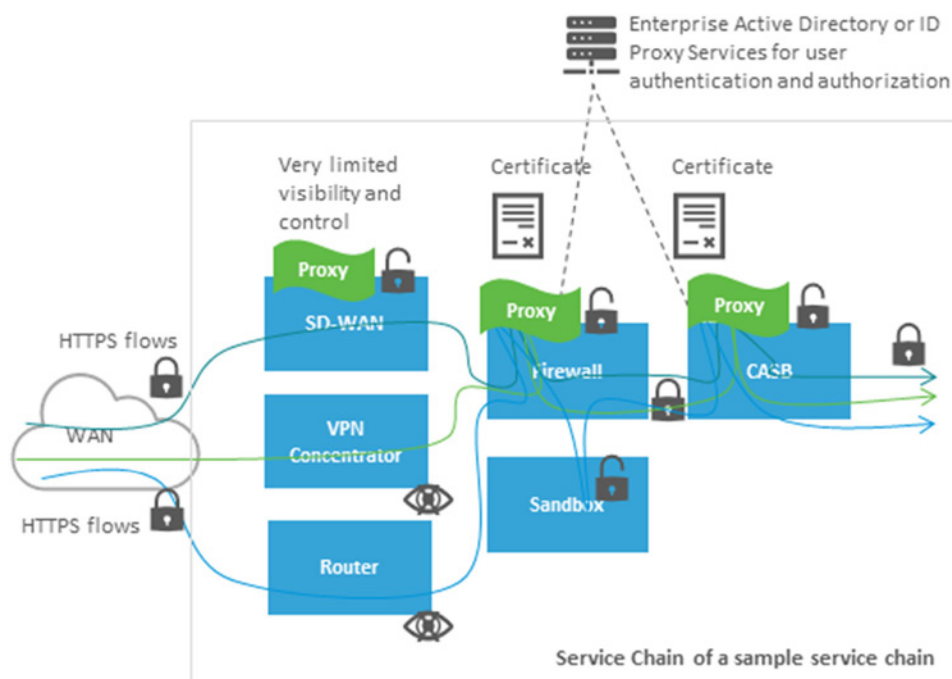 Enterprise Active Directory or ID
Proxy Services for user
authentication and authorization
Very limited
visibility and
control
Certificate
Certificate
Proxy
SD-WAN
Proxy
Firewall
Proxy
CASB
HTTPS flows
WAN
VPN
Concentrator
HTTPS flows
Sandbox
Router
Service Chain of a sample service chain